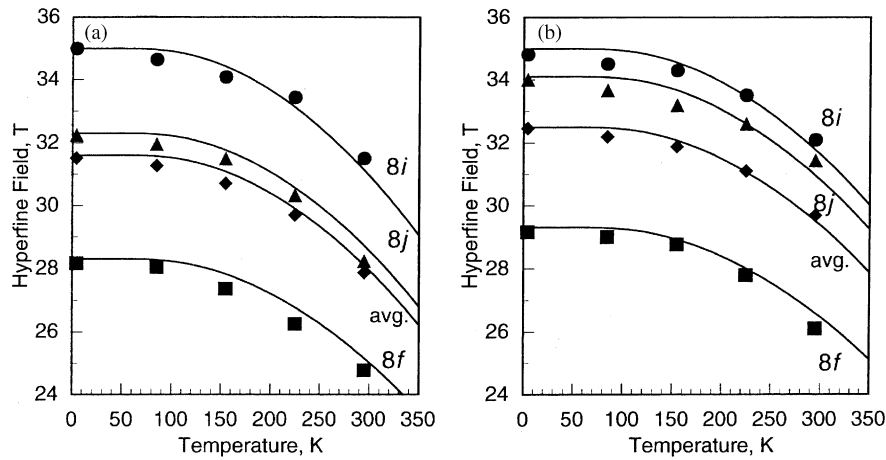 (a)
36
34
32
30
28
26
24
Hyperfine Field, T
8i
8j
avg.
8f
0 50 100 150 200 250 300 350
Temperature, K
(b)
36
34
32
30
28
26
24
Hyperfine Field, T
8i
8j
avg.
8f
0 50 100 150 200 250 300 350
Temperature, K